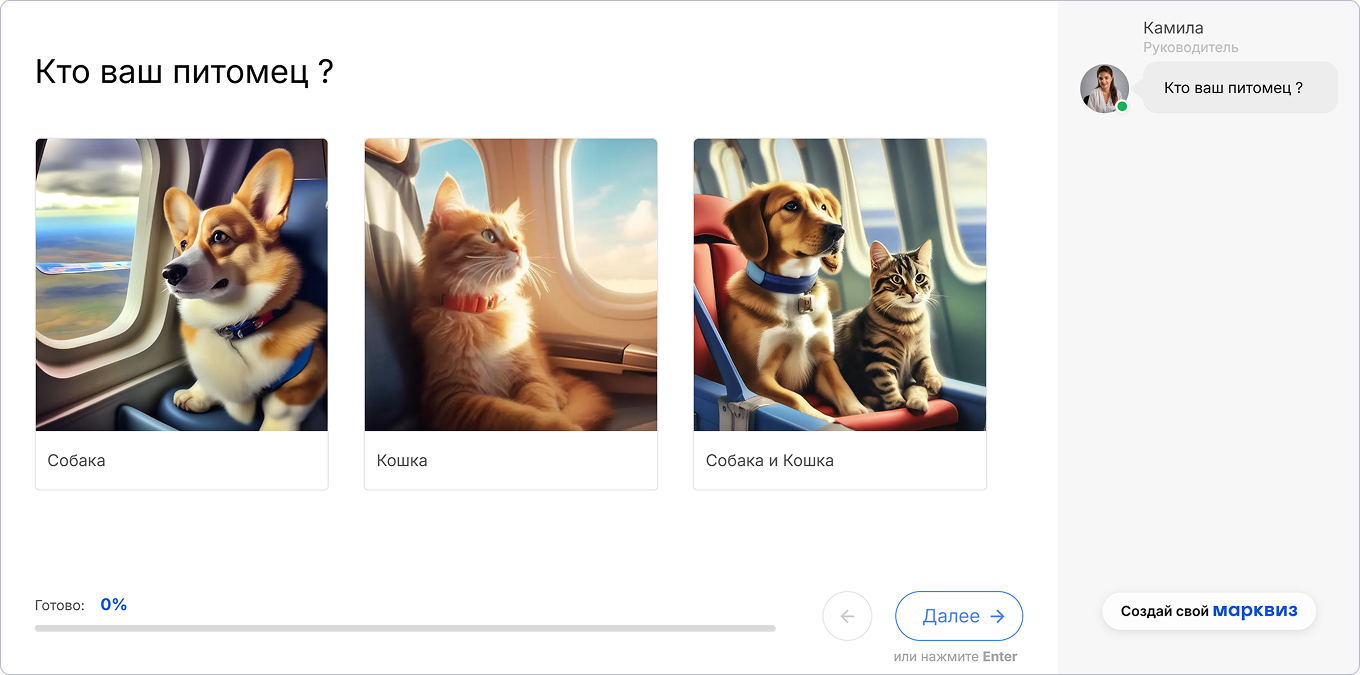 Кто ваш питомец ?
Собака
Кошка
Собака и Кошка
Готово: 0%
Далее
или нажмите Enter
Камила
Руководитель
Кто ваш питомец ?
Создай свой марквиз